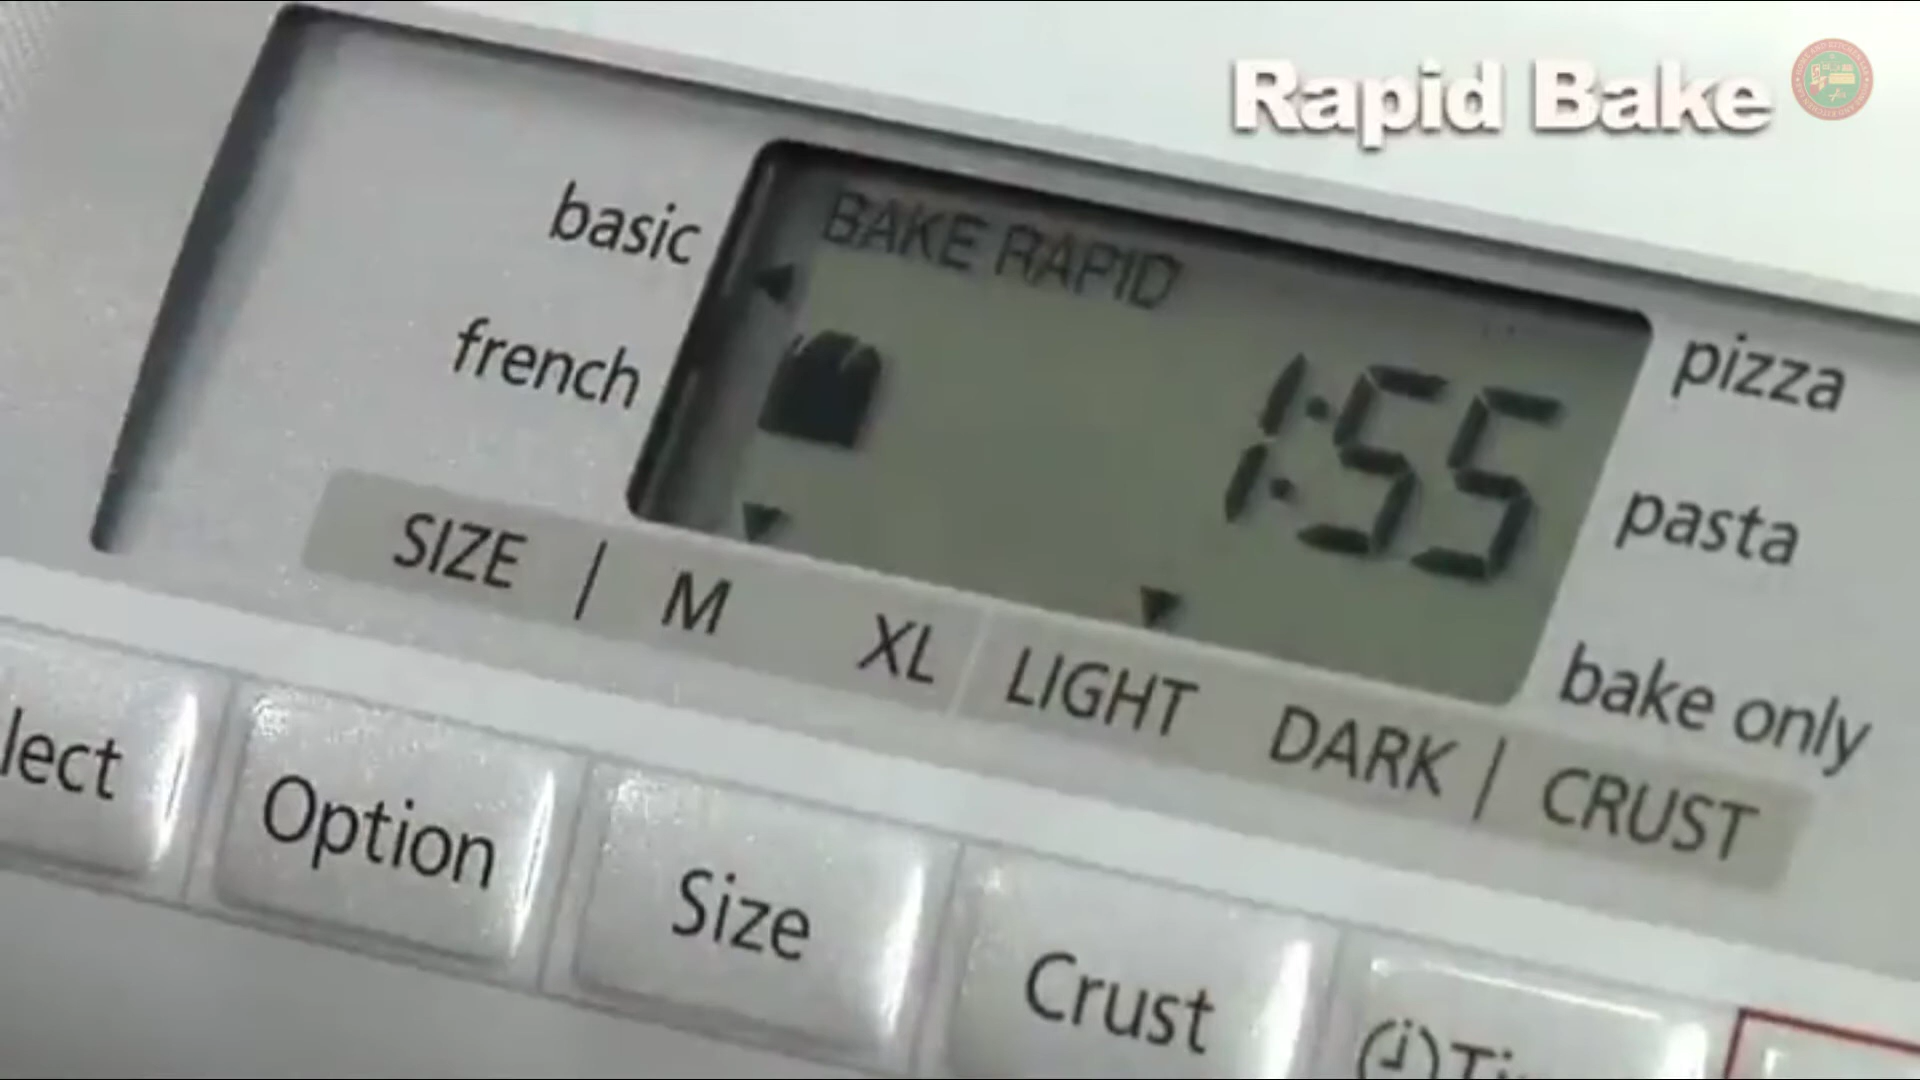 Rapid Bake
basic
french
BAKE RAPID
1:55
pizza
pasta
bake only
SIZE | M XL LIGHT DARK | CRUST
lect
Option
Size
Crust